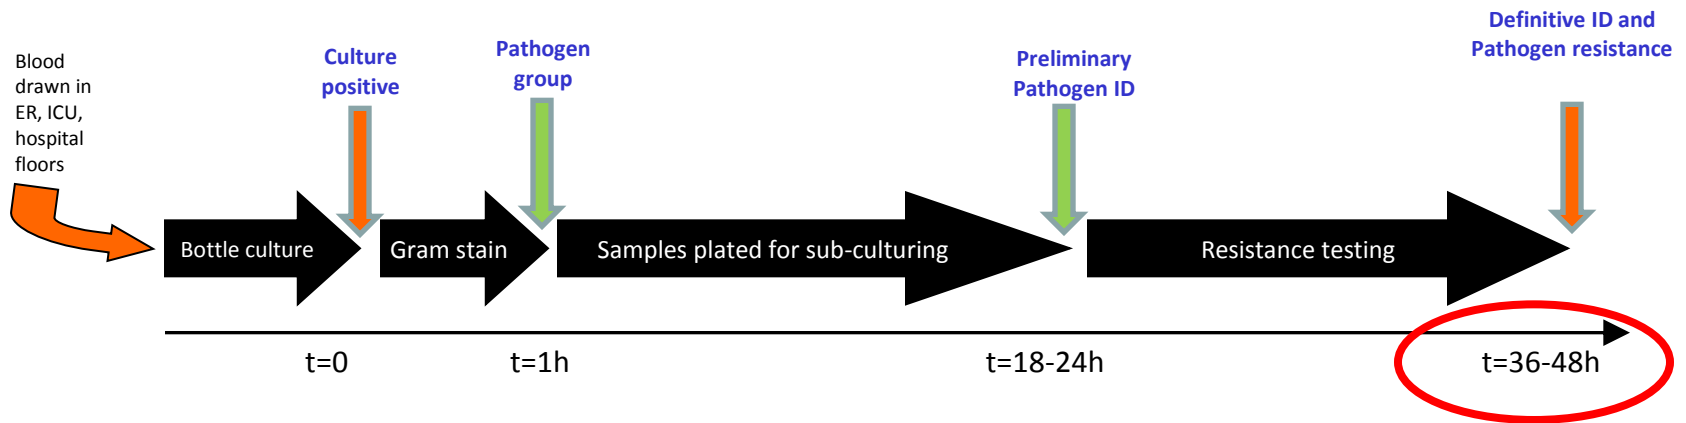 Blood
drawn in
ER, ICU,
hospital
floors
Culture
positive
Pathogen
group
Preliminary
Pathogen ID
Definitive ID and
Pathogen resistance
Bottle culture
Gram stain
Samples plated for sub-culturing
Resistance testing
t=0
t=1h
t=18-24h
t=36-48h